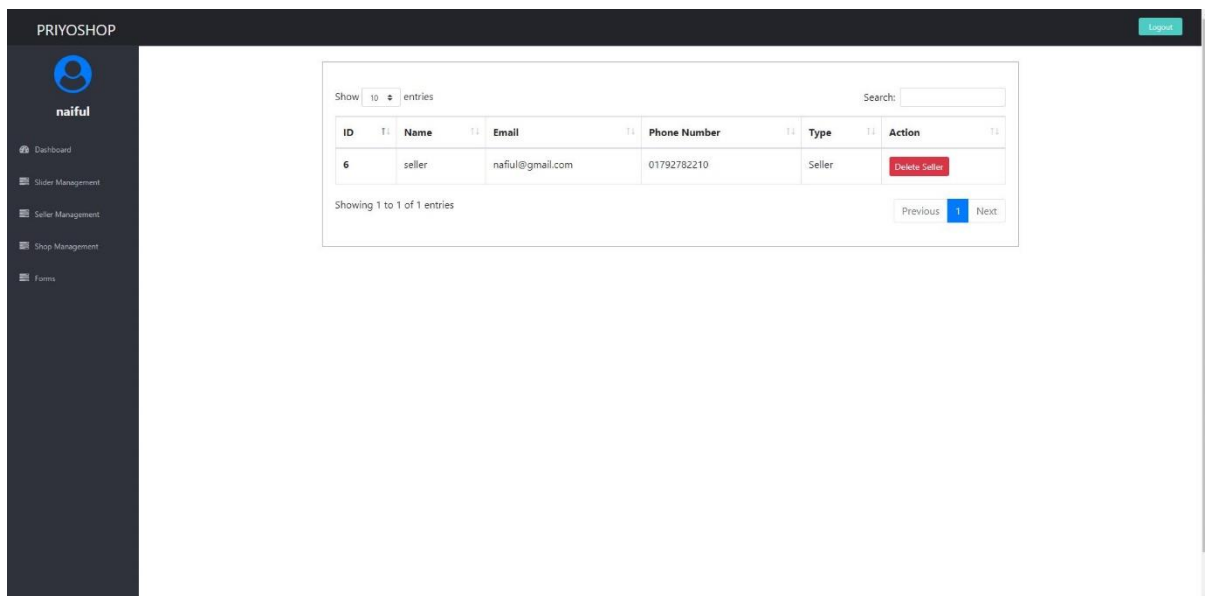 PRIYOSHOP
Logout
naiful
Dashboard
Slider Management
Seller Management
Shop Management
Forms
Show 10 entries
Search:
ID Name Email Phone Number Type Action
6 seller nafiul@gmail.com 01792782210 Seller Delete Seller
Showing 1 to 1 of 1 entries
Previous 1 Next